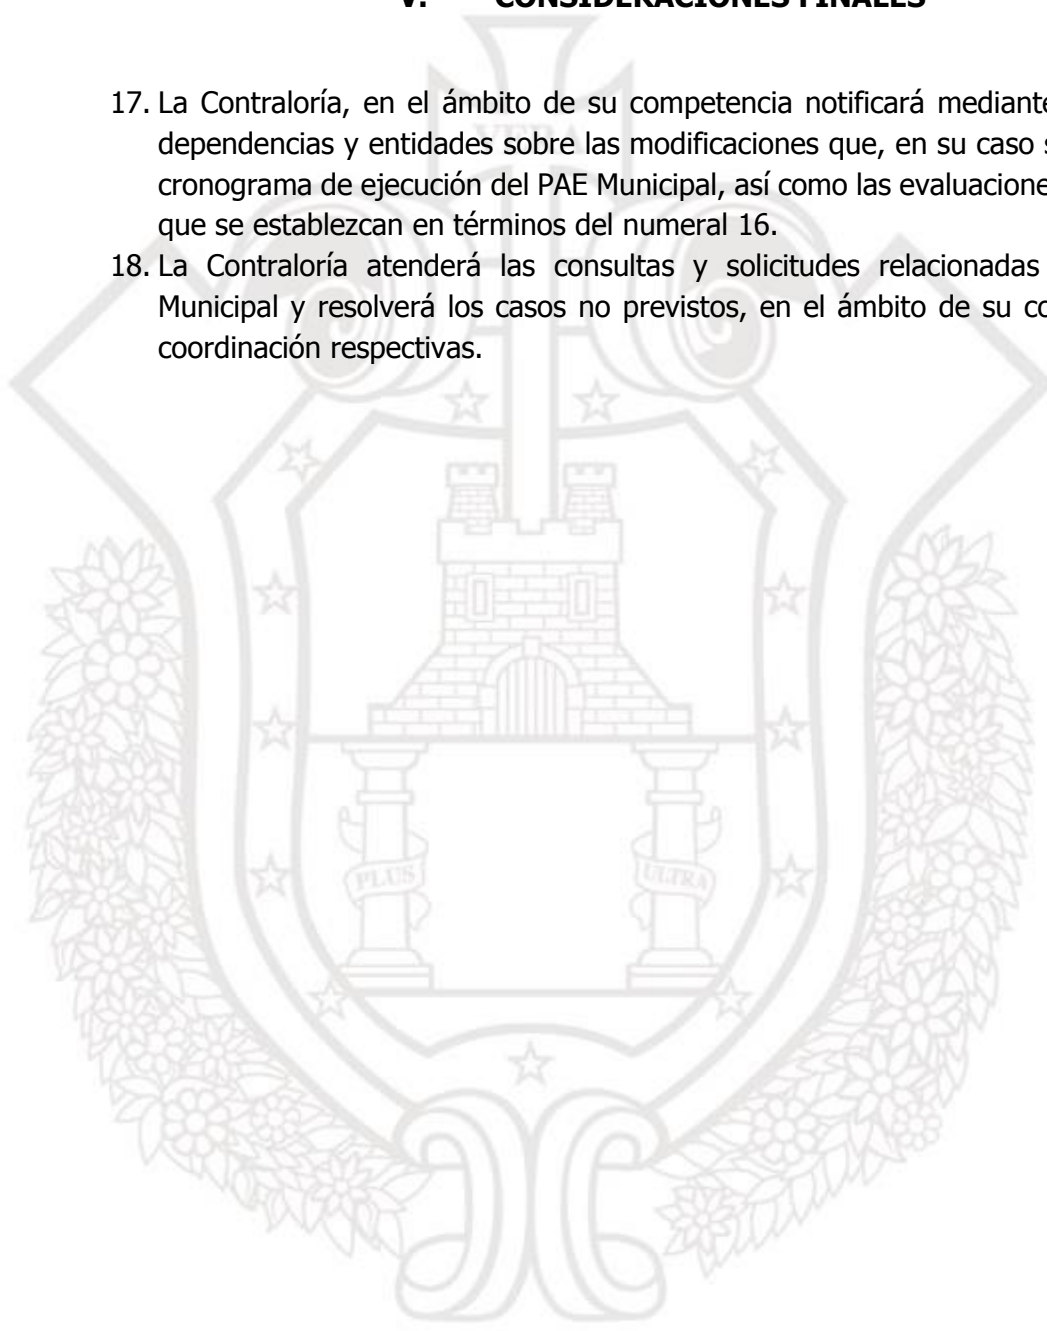 V. CONSIDERACIONES FINALES
17. La Contraloría, en el ámbito de su competencia notificará mediante
dependencias y entidades sobre las modificaciones que, en su caso s
cronograma de ejecución del PAE Municipal, así como las evaluacione
que se establezcan en términos del numeral 16.
18. La Contraloría atenderá las consultas y solicitudes relacionadas
Municipal y resolverá los casos no previstos, en el ámbito de su co
coordinación respectivas.
VERA
PLUS
ULTRA